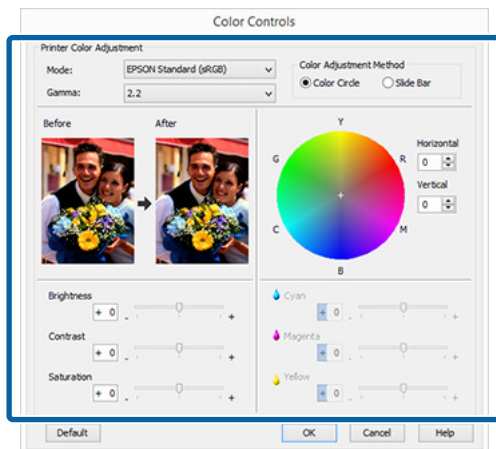 Color Controls
Printer Color Adjustment
Mode: EPSON Standard (sRGB)
Gamma: 2.2
Color Adjustment Method
Color Circle Slide Bar
Before After
Y
G R
C M
B
Horizontal
0
Vertical
0
Brightness
+ 0 - +
Contrast
+ 0 - +
Saturation
+ 0 - +
Cyan
+ 0 - +
Magenta
+ 0 - +
Yellow
+ 0 - +
Default OK Cancel Help